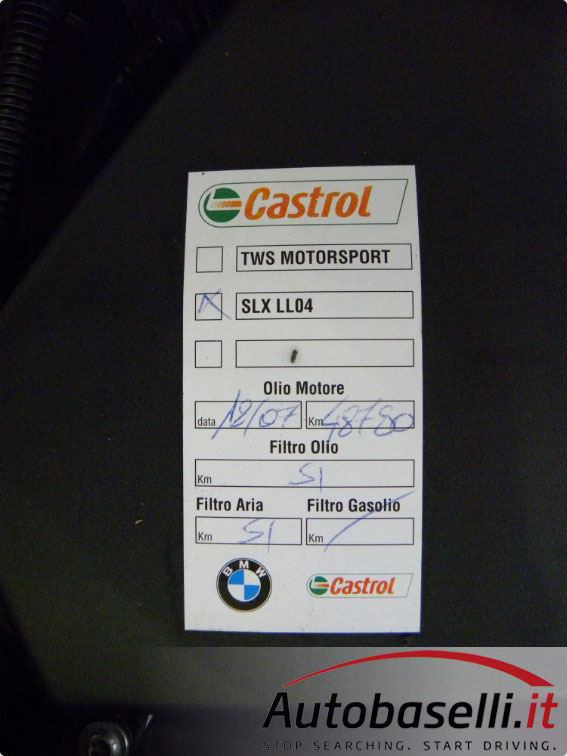 Castrol
TWS MOTORSPORT
SLX LL04
Olio Motore
data 12/07 Km 48780
Filtro Olio
Km SI
Filtro Aria Filtro Gasolio
Km SI Km /
BMW Castrol
Autobaselli.it
STOP SEARCHING. START DRIVING.